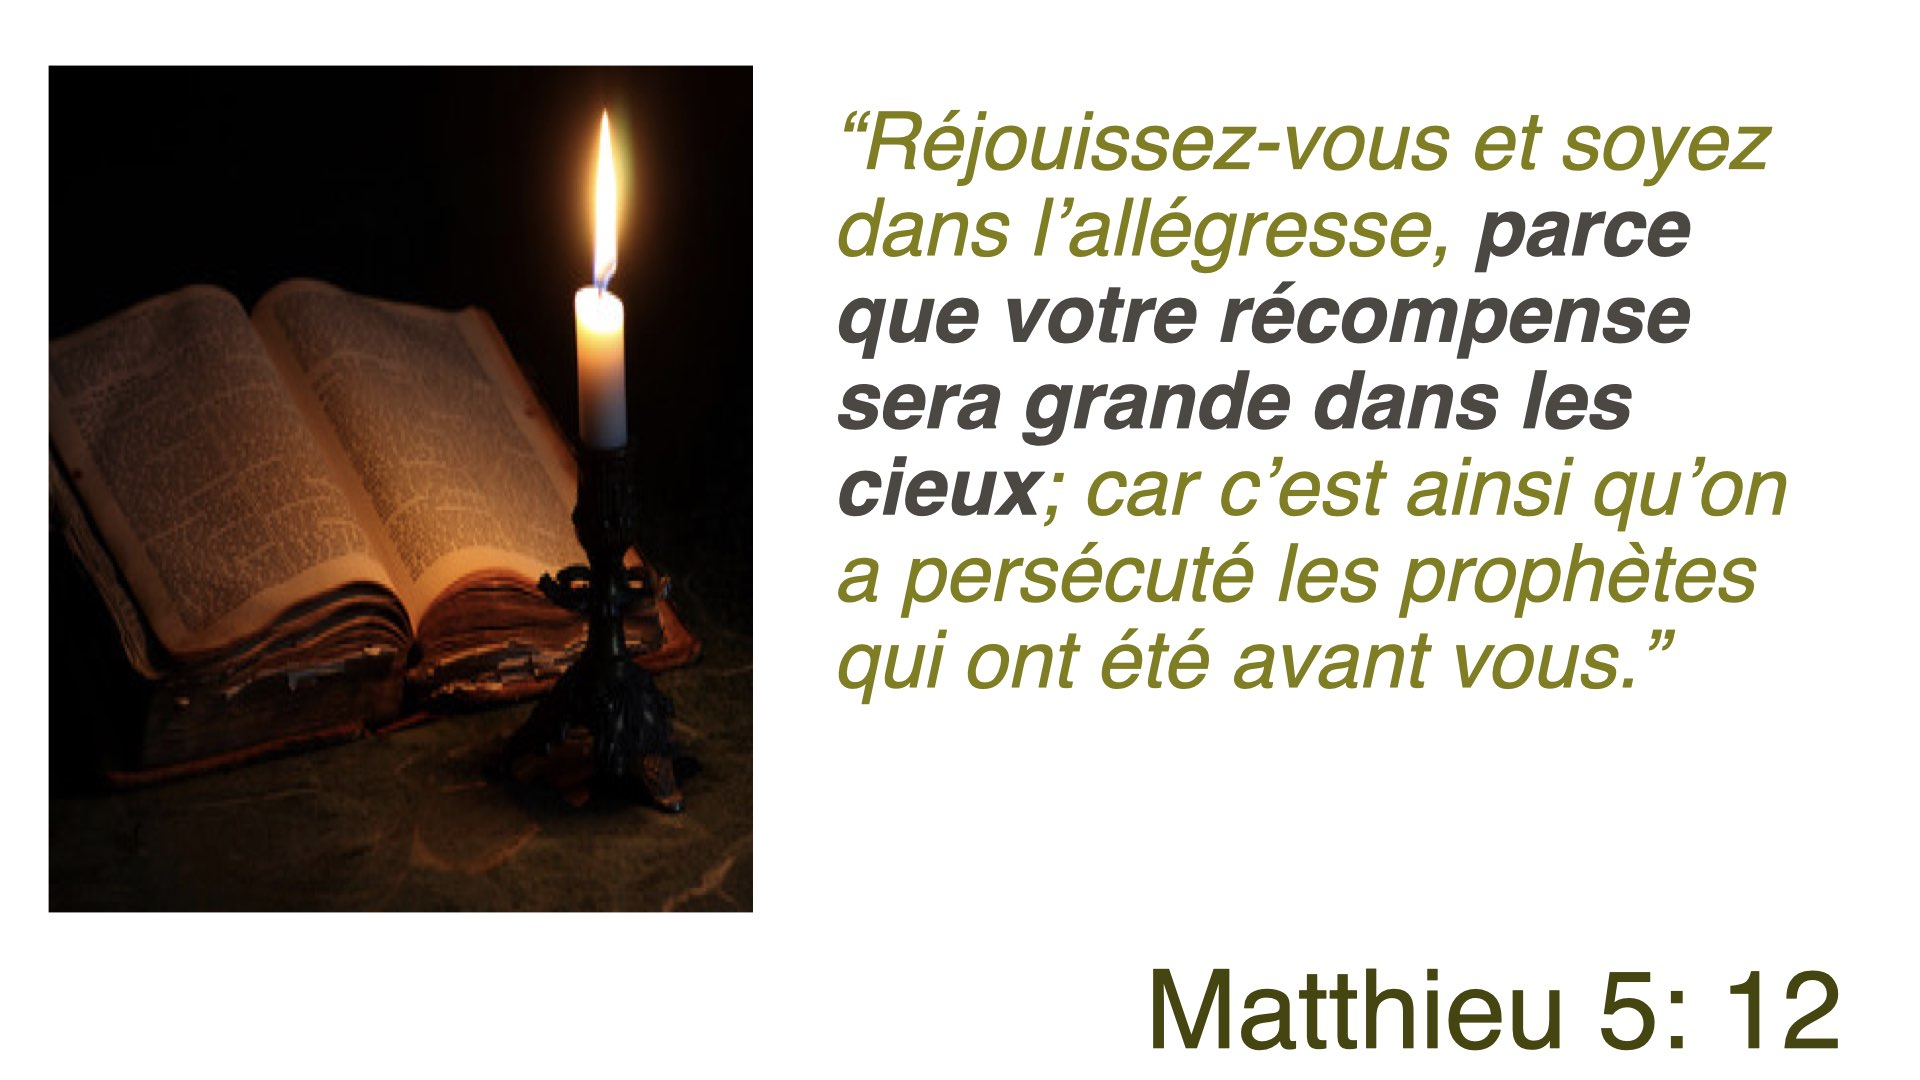 “Réjouissez-vous et soyez
dans l’allégresse, parce
que votre récompense
sera grande dans les
cieux; car c’est ainsi qu’on
a persécuté les prophètes
qui ont été avant vous.”
Matthieu 5: 12